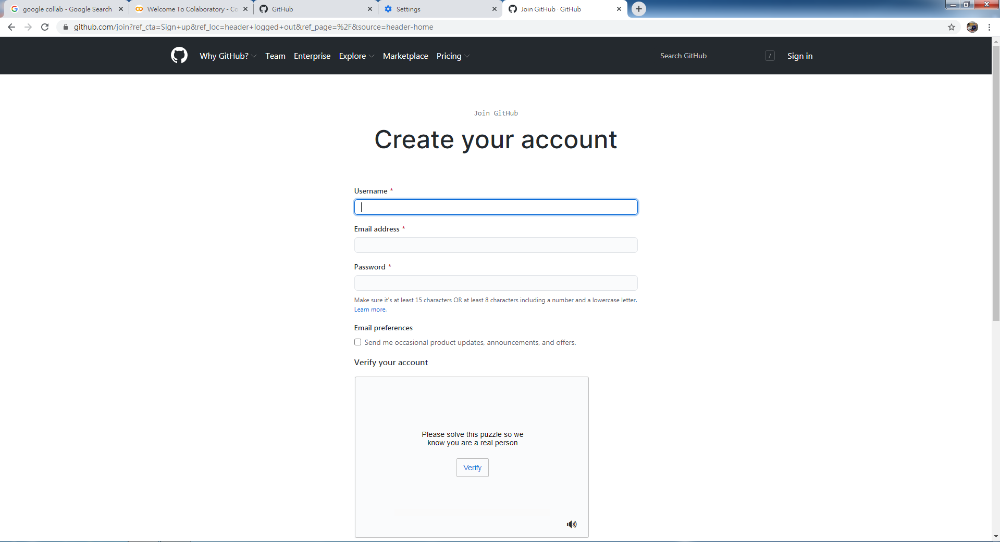 google collab - Google Search
Welcome To Colaboratory - Co
GitHub
Settings
Join GitHub · GitHub
github.com/join?ref_cta=Sign+up&ref_loc=header+logged+out&ref_page=%2F&source=header-home
Why GitHub? Team Enterprise Explore Marketplace Pricing Search GitHub / Sign in
Join GitHub
Create your account
Username *
Email address *
Password *
Make sure it's at least 15 characters OR at least 8 characters including a number and a lowercase letter.
Learn more.
Email preferences
Send me occasional product updates, announcements, and offers.
Verify your account
Please solve this puzzle so we
know you are a real person
Verify